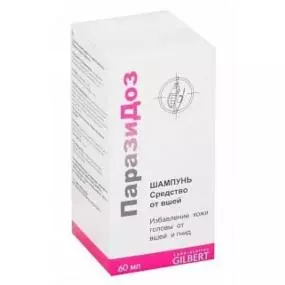 ПаразиДоз
ШАМПУНЬ
Средство
от вшей
Избавление кожи
головы от
вшей и гнид
60 мл
GILBERT